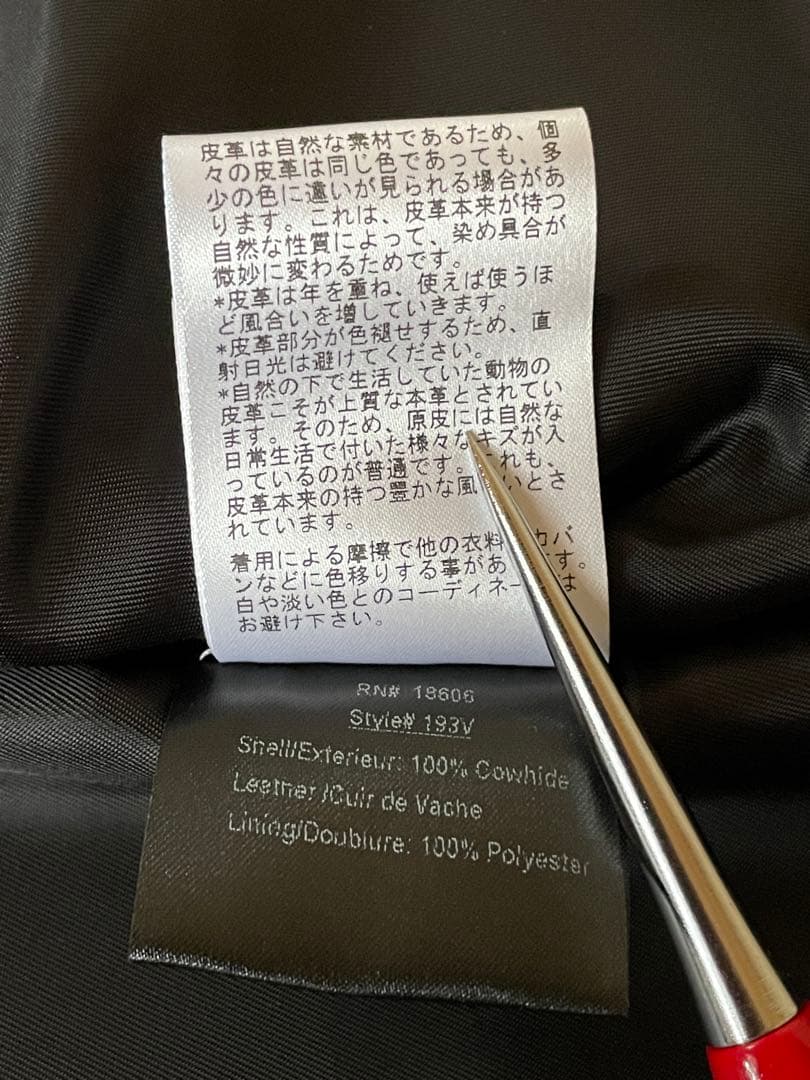 皮革は自然な素材であるため、個
々の皮革は同じ色であっても、多
少の色に違いが見られる場合があ
ります。これは、皮革本来が持つ
自然な性質によって、染め具合が
微妙に変わるためです。
*皮革は年を重ね、使えば使うほ
ど風合いを増していきます。
*皮革部分が色褪せするため、直
射日光は避けてください。
*自然の下で生活していた動物の
皮革こそが上質な本革とされてい
ます。そのため、原皮には自然な
日常生活で付いた様々なキズが入
っているのが普通です。これも、
皮革本来の持つ豊かな風いとさ
れています。
着用による摩擦で他の衣料カバ
ンなどに色移りする事があす。
白や淡い色とのコーディネーは
お避け下さい。
RN# 18606
Style# 193V
Shell/Exterieur: 100% Cowhide
Leather /Cuir de Vache
Lining/Doublure: 100% Polyester